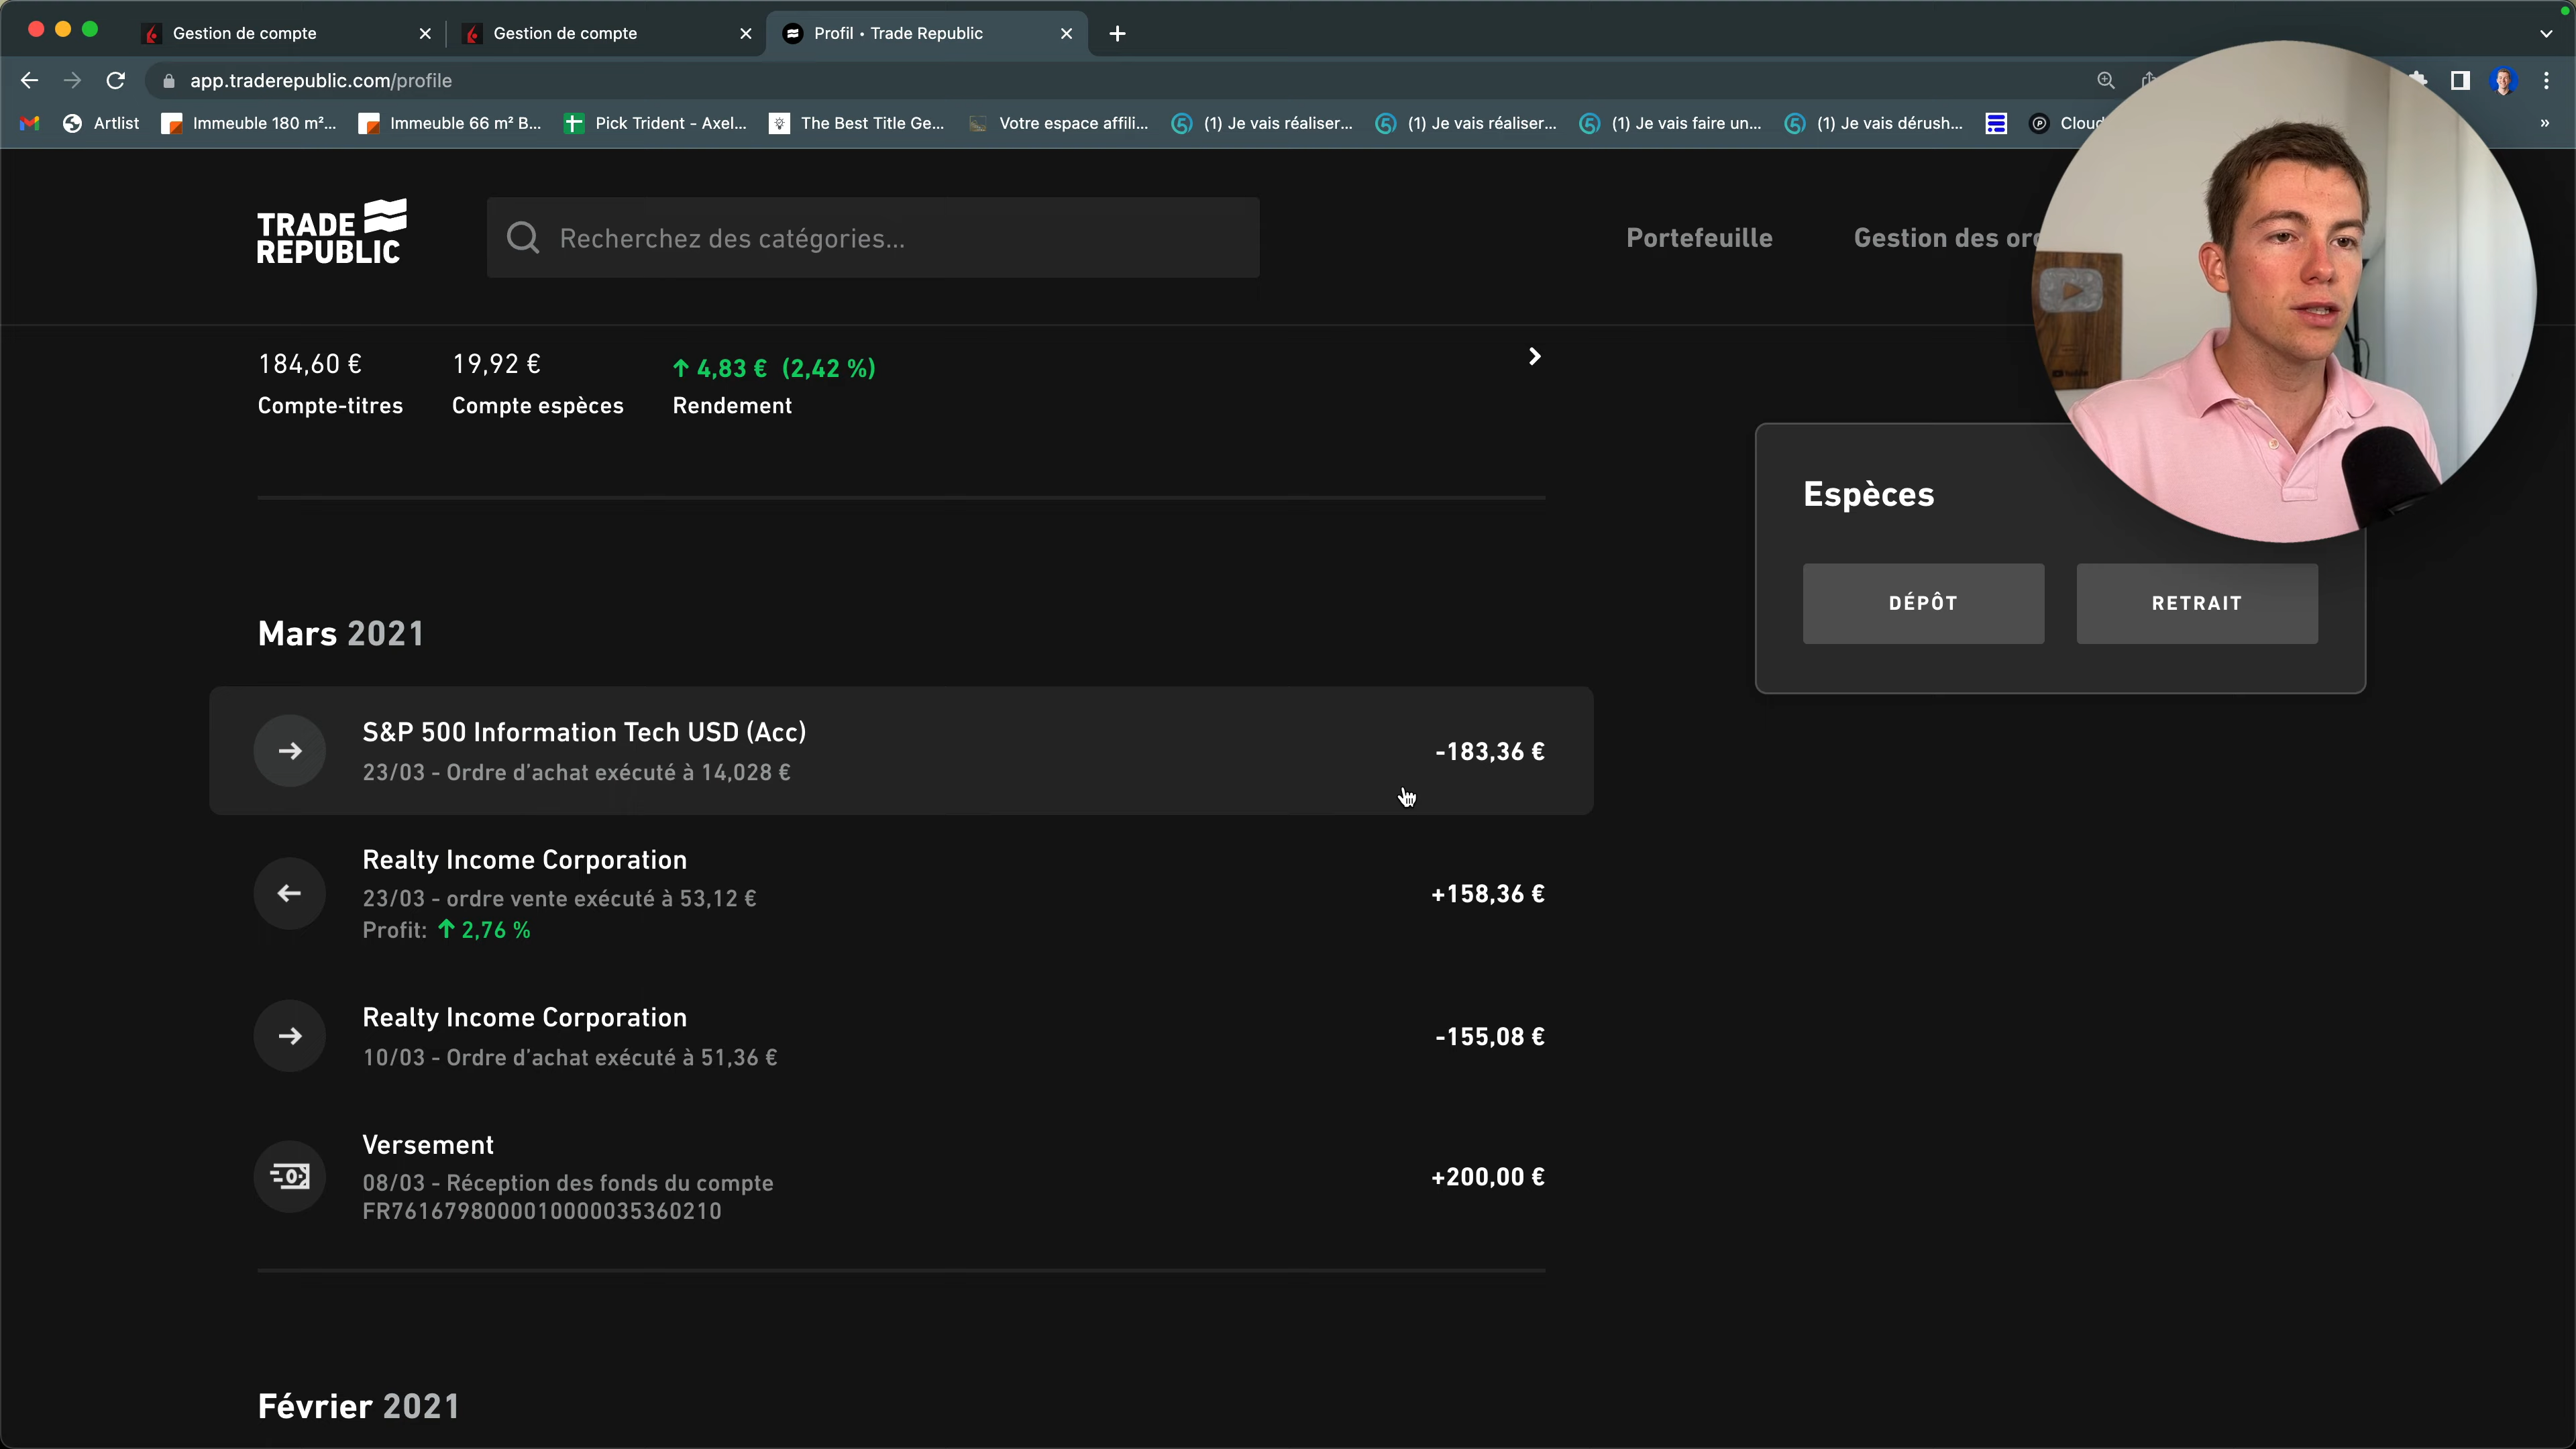 Gestion de compte
Gestion de compte
Profil • Trade Republic
app.traderepublic.com/profile
Artlist
Immeuble 180 m²...
Immeuble 66 m² B...
Pick Trident - Axel...
The Best Title Ge...
Votre espace affili...
(1) Je vais réaliser...
(1) Je vais réaliser...
(1) Je vais faire un...
(1) Je vais dérush...
»
TRADE
REPUBLIC
Recherchez des catégories...
Portefeuille
Gestion des
184,60 €
19,92 €
↑ 4,83 € (2,42 %)
Compte-titres
Compte espèces
Rendement
Espèces
DÉPÔT
RETRAIT
Mars 2021
S&P 500 Information Tech USD (Acc)
23/03 - Ordre d’achat exécuté à 14,028 €
-183,36 €
Realty Income Corporation
23/03 - ordre vente exécuté à 53,12 €
Profit: ↑ 2,76 %
+158,36 €
Realty Income Corporation
10/03 - Ordre d’achat exécuté à 51,36 €
-155,08 €
Versement
08/03 - Réception des fonds du compte
FR7616798000010000035360210
+200,00 €
Février 2021